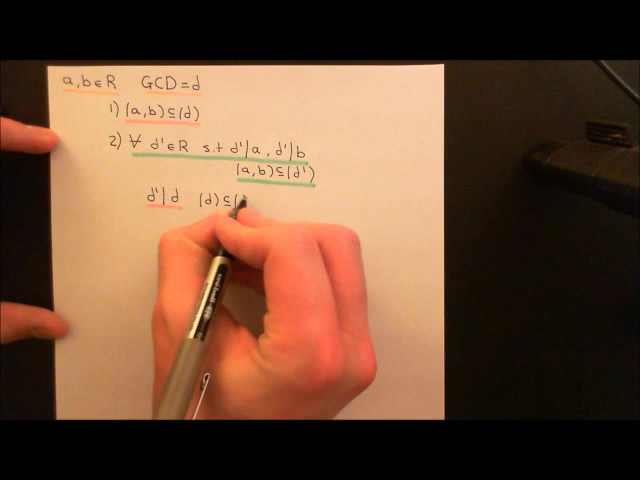 a, b ∈ R GCD = d
1) (a, b) ⊆ (d)
2) ∀ d' ∈ R s.t d'|a, d'|b
(a, b) ⊆ (d')
d'|d (d) ⊆ (